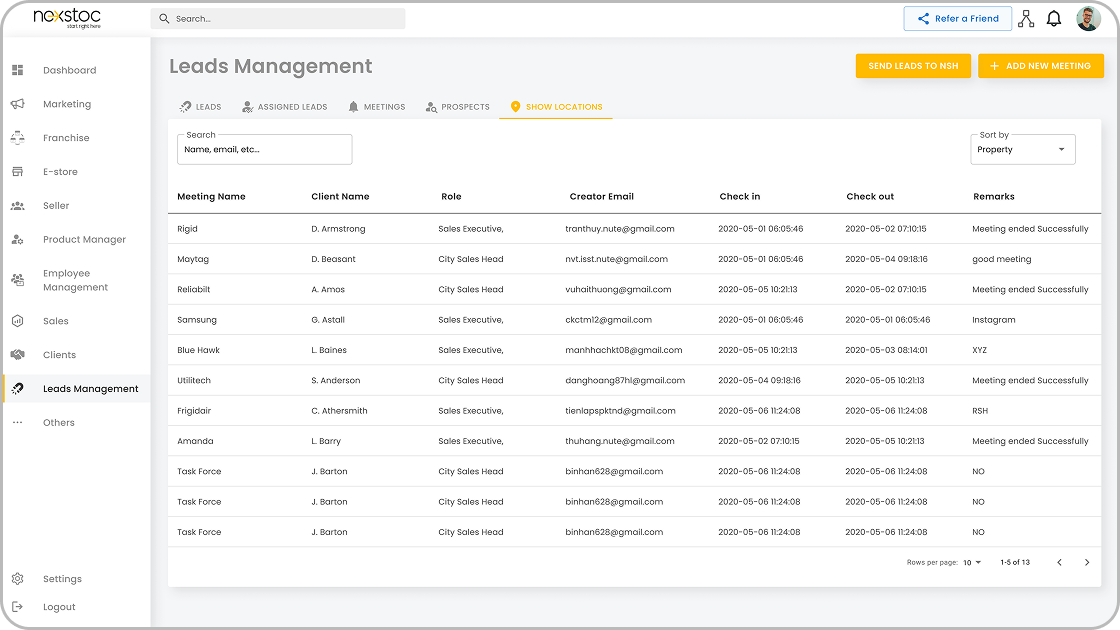 nexstoc
start right here
Search...
Refer a Friend
Dashboard
Marketing
Franchise
E-store
Seller
Product Manager
Employee
Management
Sales
Clients
Leads Management
Others
Settings
Logout
Leads Management
SEND LEADS TO NSH
+ ADD NEW MEETING
LEADS ASSIGNED LEADS MEETINGS PROSPECTS SHOW LOCATIONS
Search
Name, email, etc...
Sort by
Property
Meeting Name Client Name Role Creator Email Check in Check out Remarks
Rigid D. Armstrong Sales Executive, tranthuy.nute@gmail.com 2020-05-01 06:05:46 2020-05-02 07:10:15 Meeting ended Successfully
Maytag D. Beasant City Sales Head nvt.isst.nute@gmail.com 2020-05-01 06:05:46 2020-05-04 09:18:16 good meeting
Reliabilt A. Amos City Sales Head vuhaithuong@gmail.com 2020-05-05 10:21:13 2020-05-02 07:10:15 Meeting ended Successfully
Samsung G. Astall Sales Executive, ckctm12@gmail.com 2020-05-01 06:05:46 2020-05-01 06:05:46 Instagram
Blue Hawk L. Baines Sales Executive, manhhachkt08@gmail.com 2020-05-05 10:21:13 2020-05-03 08:14:01 XYZ
Utilitech S. Anderson City Sales Head danghoang87hl@gmail.com 2020-05-04 09:18:16 2020-05-05 10:21:13 Meeting ended Successfully
Frigidair C. Athersmith Sales Executive, tienlapspktnd@gmail.com 2020-05-06 11:24:08 2020-05-06 11:24:08 RSH
Amanda L. Barry Sales Executive, thuhang.nute@gmail.com 2020-05-02 07:10:15 2020-05-05 10:21:13 Meeting ended Successfully
Task Force J. Barton City Sales Head binhan628@gmail.com 2020-05-06 11:24:08 2020-05-06 11:24:08 NO
Task Force J. Barton City Sales Head binhan628@gmail.com 2020-05-06 11:24:08 2020-05-06 11:24:08 NO
Task Force J. Barton City Sales Head binhan628@gmail.com 2020-05-06 11:24:08 2020-05-06 11:24:08 NO
Rows per page: 10 1-5 of 13